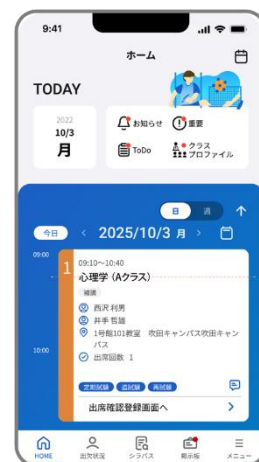 9:41
ホーム
TODAY
2022
10/3
月
お知らせ
重要
ToDo
クラス
プロファイル
日
週
今日
2025/10/3 月
09:00
1
09:10~10:40
心理学 (Aクラス)
補講
西沢 利男
井手 哲雄
1号館101教室 吹田キャンパス吹田キャン
パス
10:00
出席回数 1
定期試験
追試験
再試験
出席確認登録画面へ
HOME
出欠状況
シラバス
掲示板
メニュー